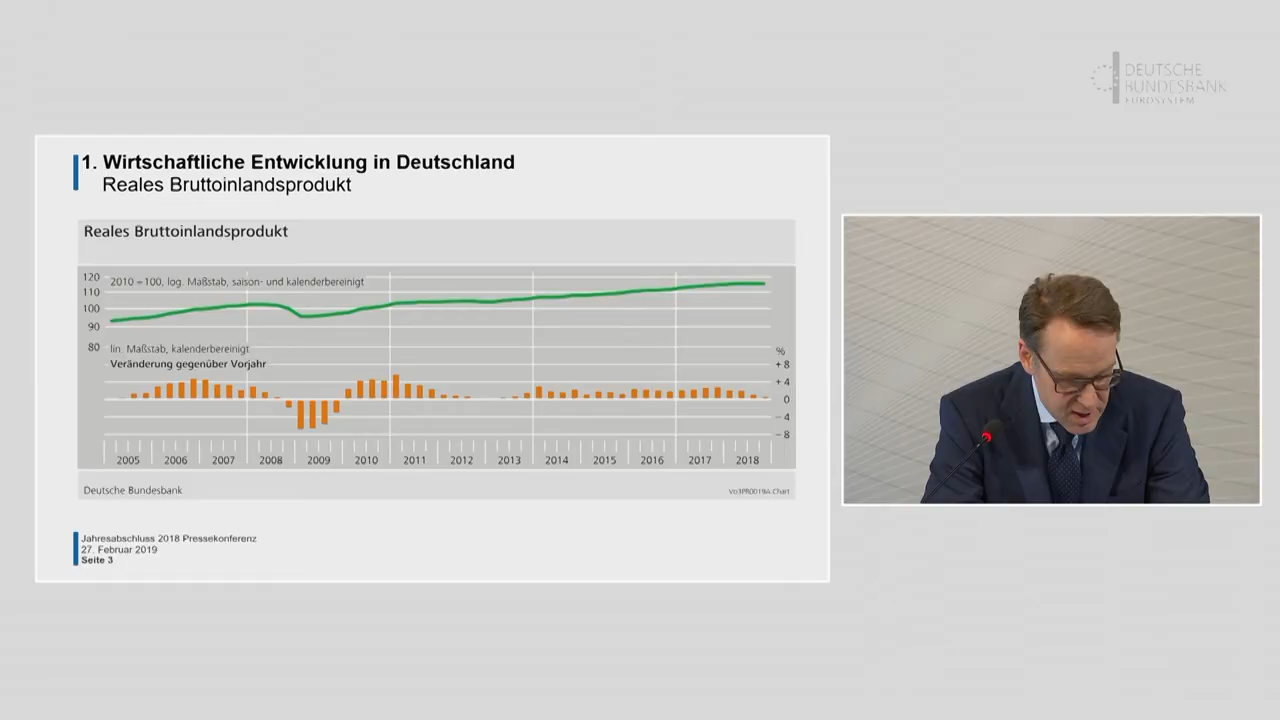 DEUTSCHE
BUNDESBANK
EUROSYSTEM
1. Wirtschaftliche Entwicklung in Deutschland
Reales Bruttoinlandsprodukt
Reales Bruttoinlandsprodukt
120
2010 = 100, log. Maßstab, saison- und kalenderbereinigt
110
100
90
80
lin. Maßstab, kalenderbereinigt
%
Veränderung gegenüber Vorjahr
+ 8
+ 4
0
– 4
– 8
2005 2006 2007 2008 2009 2010 2011 2012 2013 2014 2015 2016 2017 2018
Deutsche Bundesbank
Vo3PR0019A.Chart
Jahresabschluss 2018 Pressekonferenz
27. Februar 2019
Seite 3